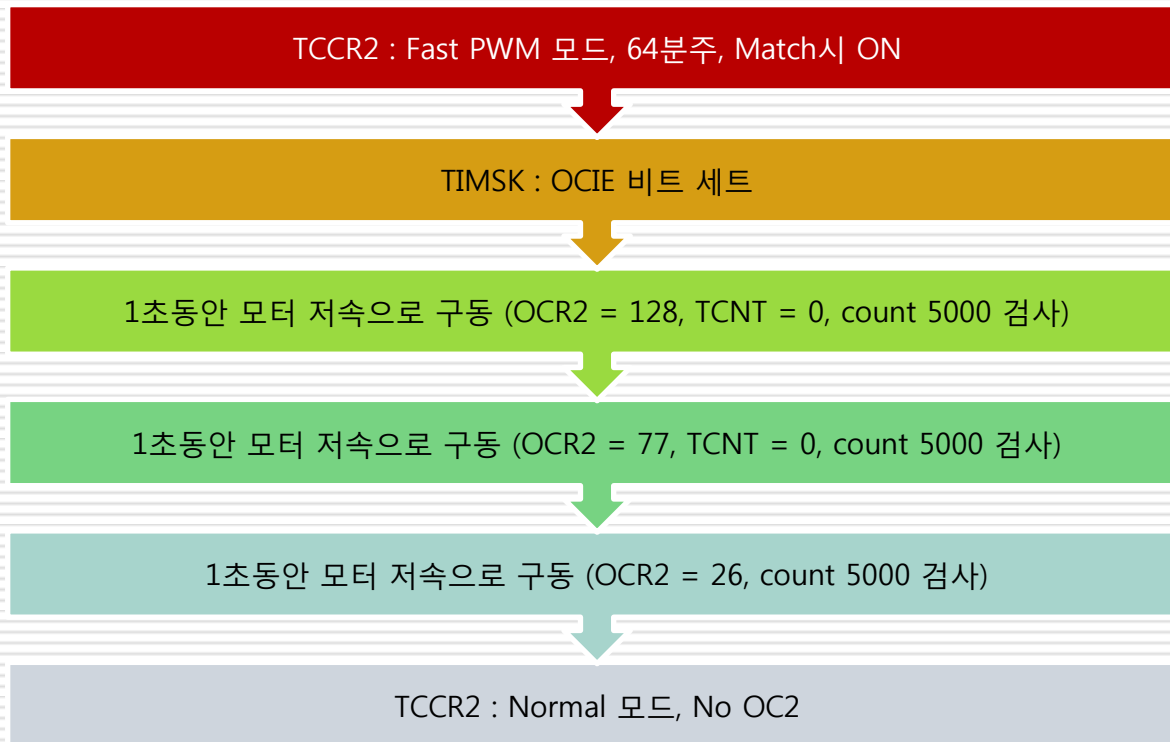 TCCR2 : Fast PWM 모드, 64분주, Match시 ON
TIMSK : OCIE 비트 세트
1초동안 모터 저속으로 구동 (OCR2 = 128, TCNT = 0, count 5000 검사)
1초동안 모터 저속으로 구동 (OCR2 = 77, TCNT = 0, count 5000 검사)
1초동안 모터 저속으로 구동 (OCR2 = 26, count 5000 검사)
TCCR2 : Normal 모드, No OC2